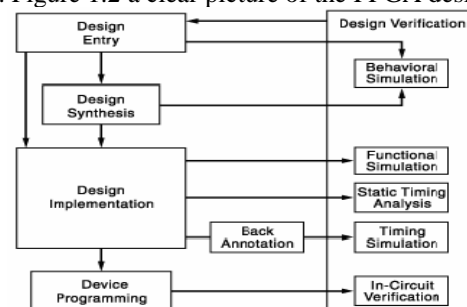 . Figure 1.2 a clear picture of the FPGA desi
Design
Entry
Design Verification
Behavioral
Simulation
Design
Synthesis
Design
Implementation
Functional
Simulation
Static Timing
Analysis
Back
Annotation
Timing
Simulation
Device
Programming
In-Circuit
Verification